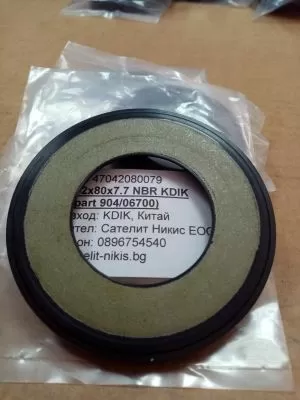 47042080079
2x80x7.7 NBR KDIK
part 904/06700)
ход: KDIK, Китай
тел: Сателит Никис ЕОО
он: 0896754540
elit-nikis.bg